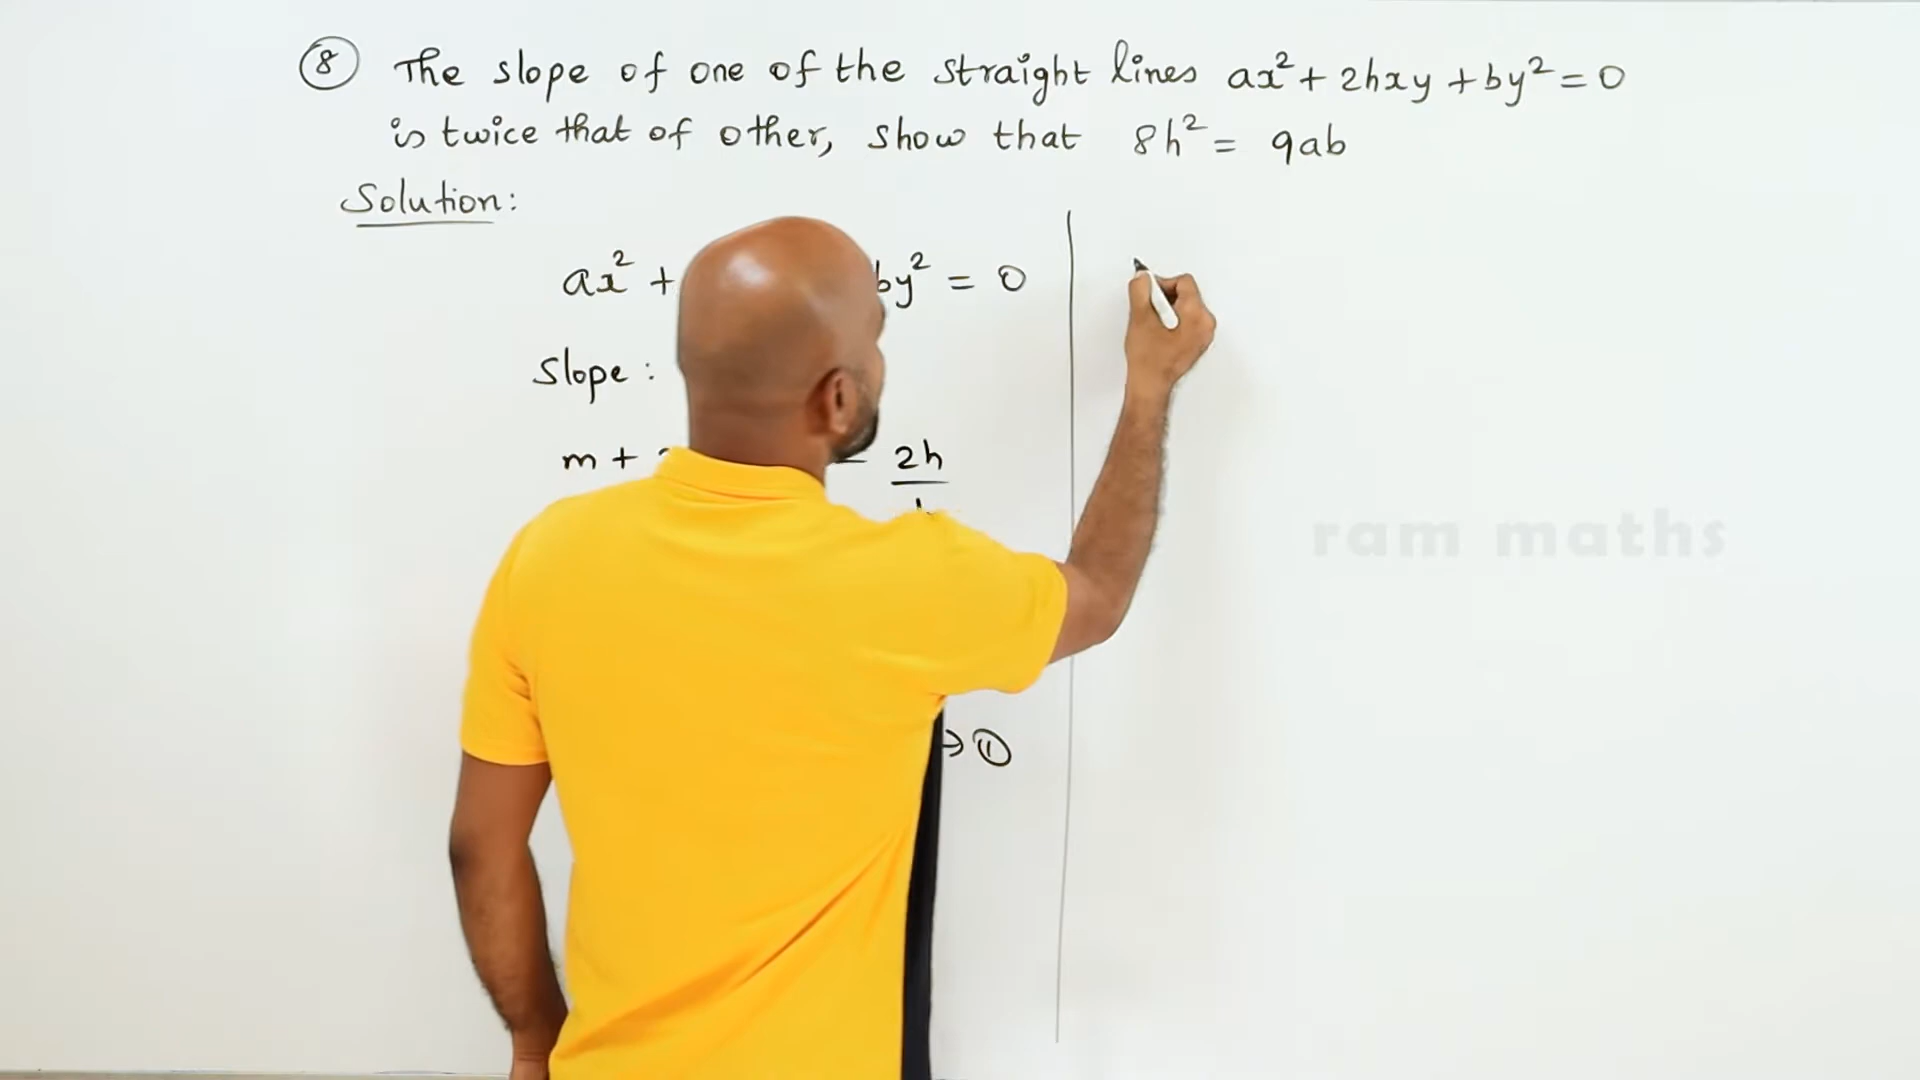 8 The slope of one of the straight lines ax² + 2hxy + by² = 0
is twice that of other, show that 8h² = 9ab
Solution:
ax² + by² = 0
Slope :
m + - 2h
→ 1
ram maths